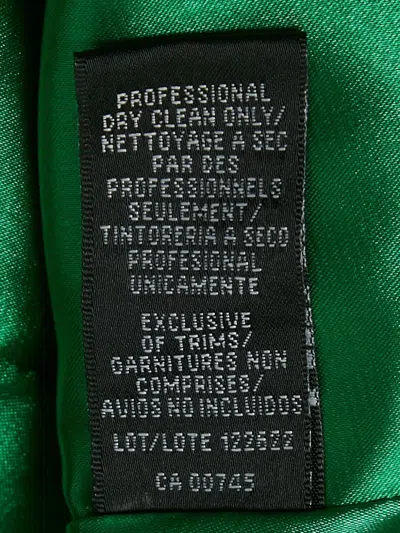 PROFESSIONAL
DRY CLEAN ONLY/
NETTOYAGE A SEC
PAR DES
PROFESSIONNELS
SEULEMENT/
TINTORERIA A SECO
PROFESIONAL
UNICAMENTE
EXCLUSIVE
OF TRIMS/
GARNITURES NON
COMPRISES/
AVIOS NO INCLUIDOS
LOT/LOTE 122622
CA 00745